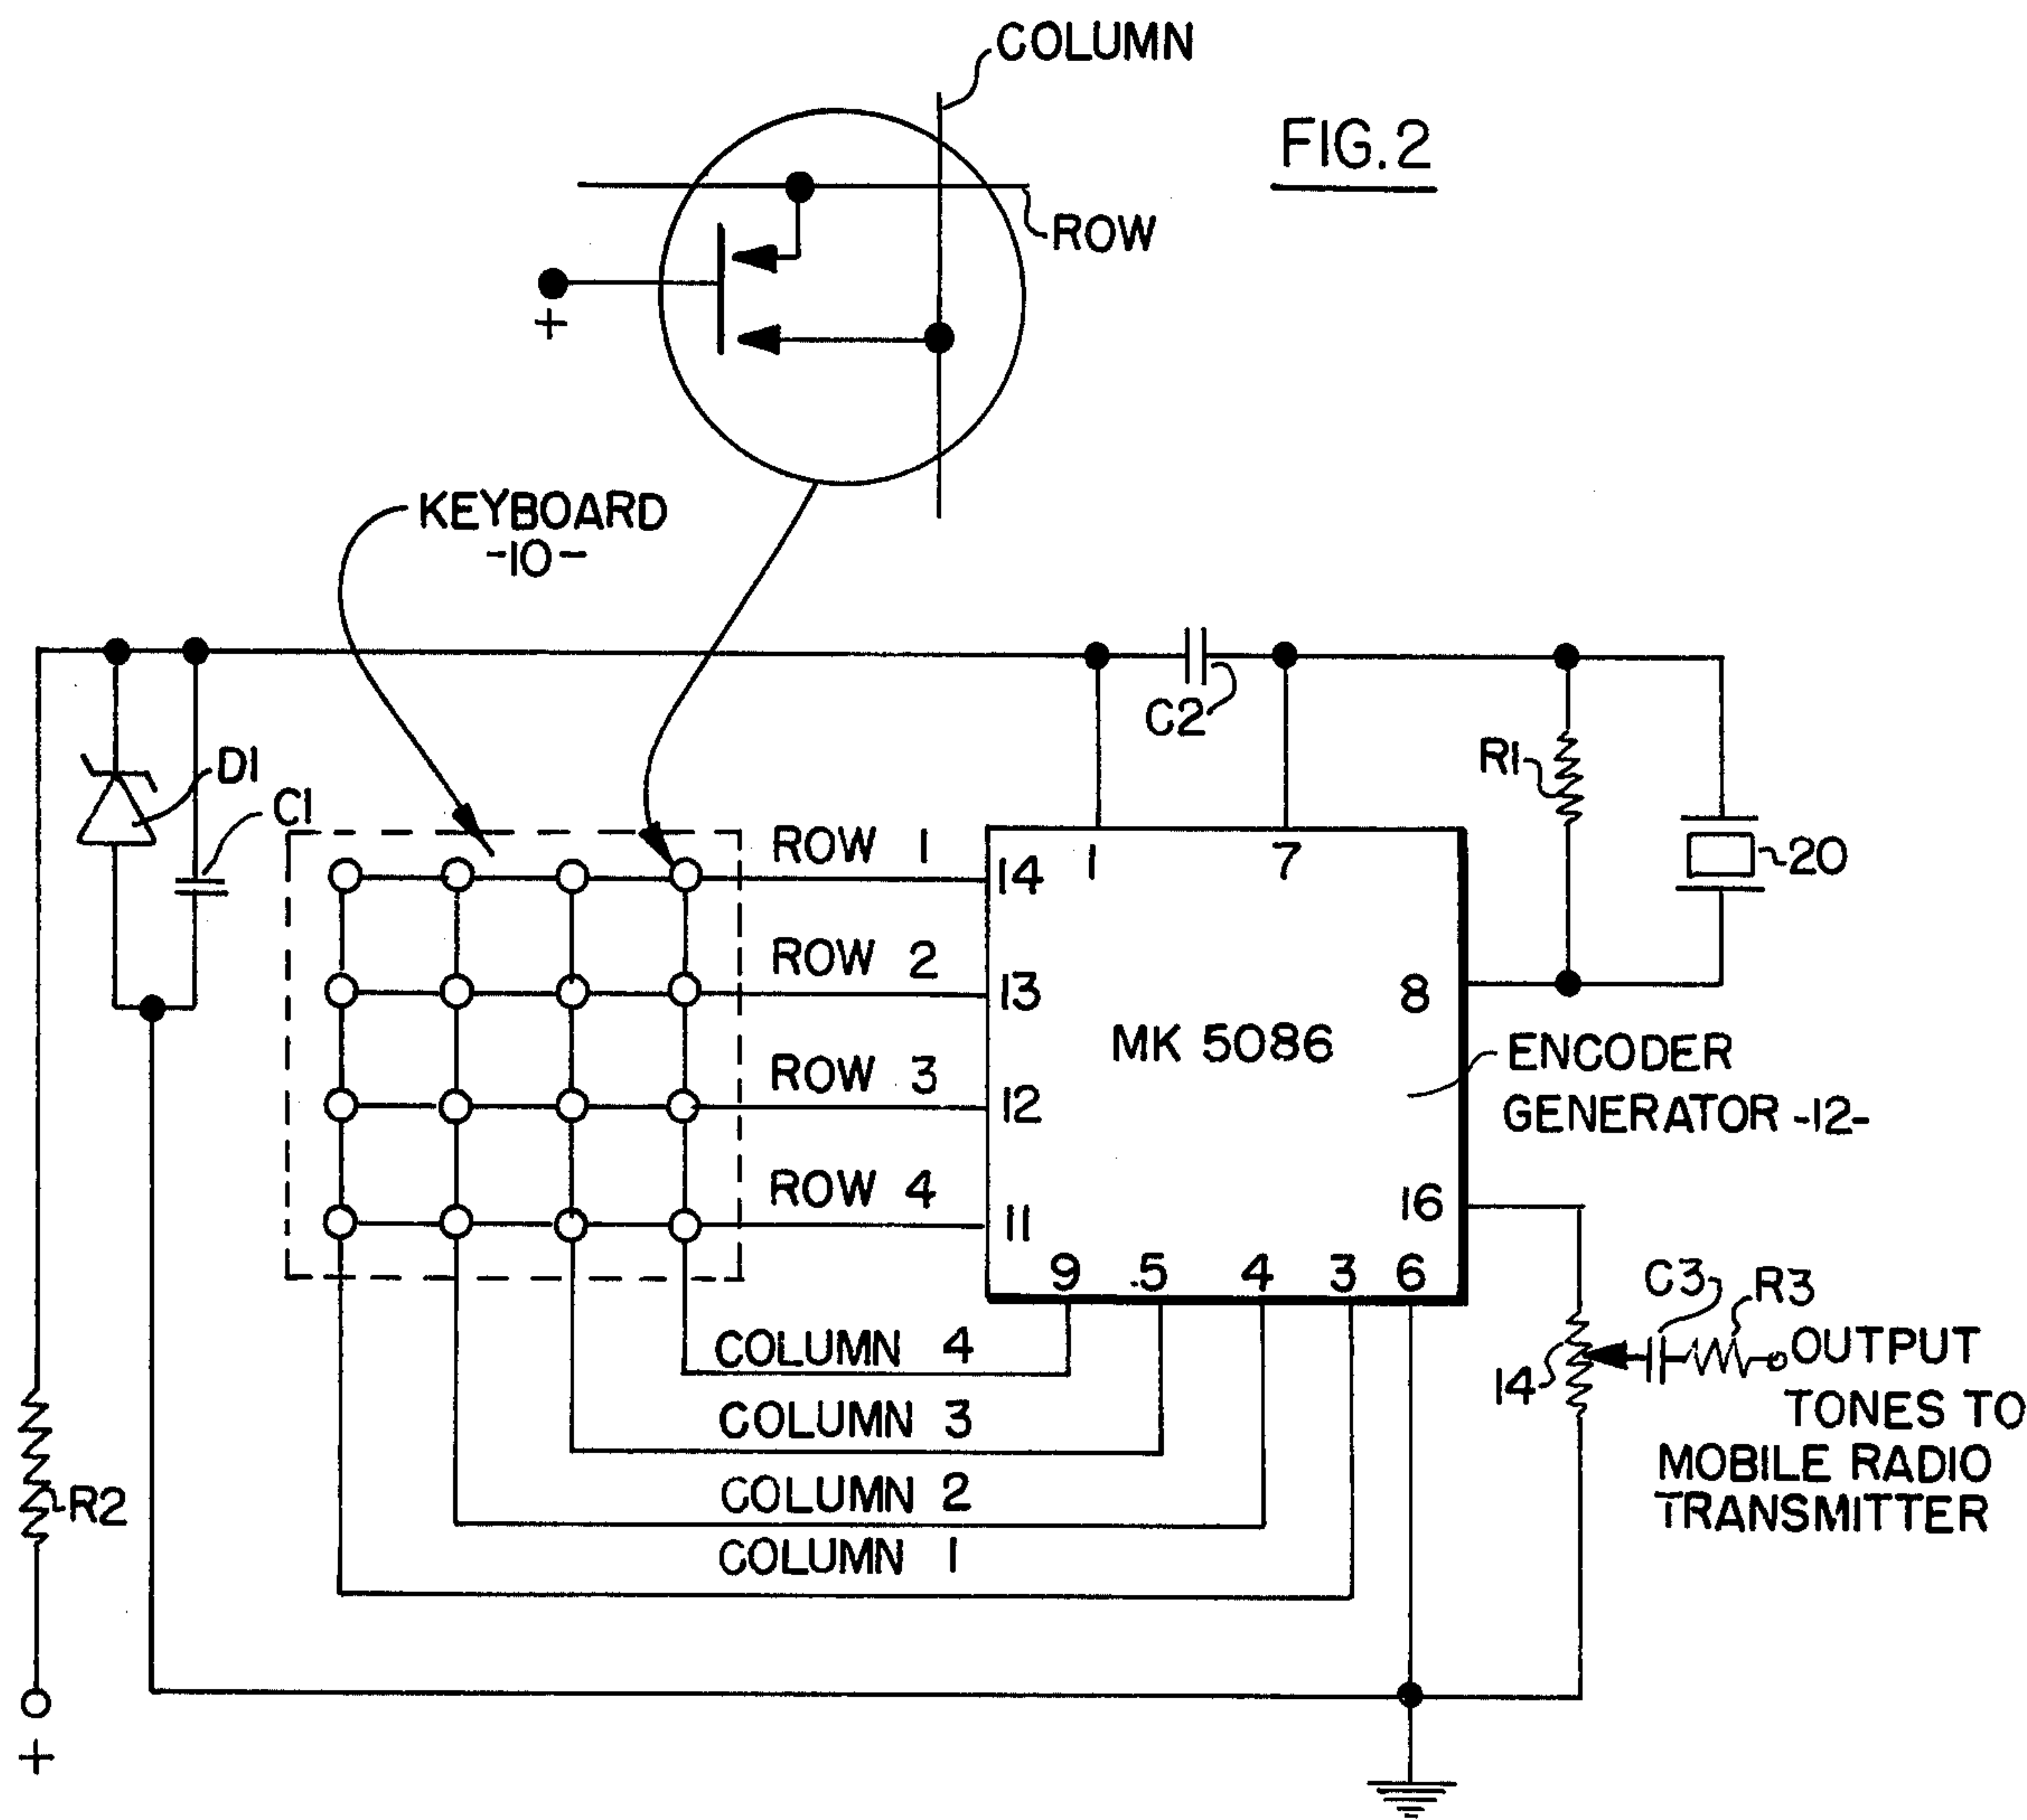 COLUMN
FIG. 2
ROW
+
KEYBOARD
-10-
C2
D1
C1
R1
20
ROW 1
14
1
7
ROW 2
13
8
MK 5086
ENCODER
GENERATOR -12-
ROW 3
12
ROW 4
11
16
9
5
4
3
6
C3
R3
COLUMN 4
14
OUTPUT
TONES TO
MOBILE RADIO
TRANSMITTER
COLUMN 3
COLUMN 2
R2
COLUMN 1
+